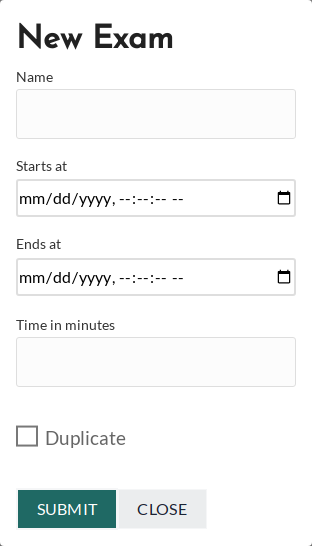 New Exam
Name
Starts at
mm/dd/yyyy, --:--:-- --
Ends at
mm/dd/yyyy, --:--:-- --
Time in minutes
Duplicate
SUBMIT CLOSE